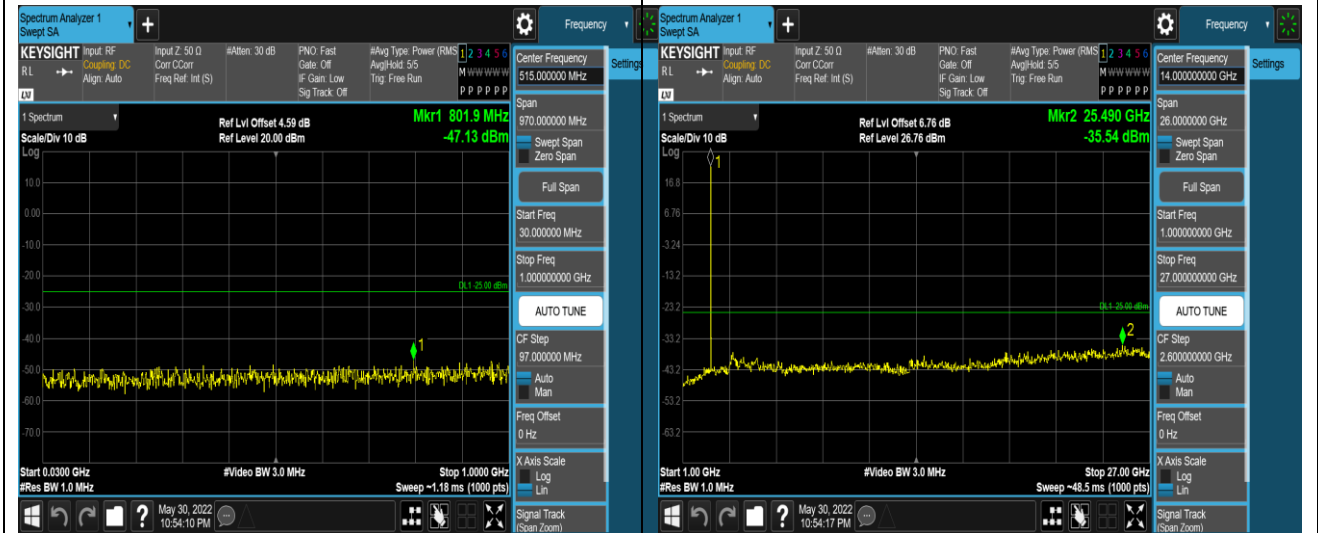 Spectrum Analyzer 1
Swept SA
Frequency
KEYSIGHT
RL
LXI
Input: RF
Coupling: DC
Align: Auto
Input Z: 50 Ω
Corr CCorr
Freq Ref: Int (S)
#Atten: 30 dB
PNO: Fast
Gate: Off
IF Gain: Low
Sig Track: Off
#Avg Type: Power (RMS
Avg|Hold: 5/5
Trig: Free Run
1 2 3 4 5 6
M W W W W W
P P P P P P
Center Frequency
515.000000 MHz
Settings
1 Spectrum
Scale/Div 10 dB
Log
Ref Lvl Offset 4.59 dB
Ref Level 20.00 dBm
Mkr1 801.9 MHz
-47.13 dBm
10.0
0.00
-10.0
-20.0
-30.0
-40.0
-50.0
-60.0
-70.0
DL1 -25.00 dBm
1
Start 0.0300 GHz
#Res BW 1.0 MHz
#Video BW 3.0 MHz
Stop 1.0000 GHz
Sweep ~1.18 ms (1000 pts)
Span
970.000000 MHz
Swept Span
Zero Span
Full Span
Start Freq
30.000000 MHz
Stop Freq
1.000000000 GHz
AUTO TUNE
CF Step
97.000000 MHz
Auto
Man
Freq Offset
0 Hz
X Axis Scale
Log
Lin
Signal Track
(Span Zoom)
May 30, 2022
10:54:10 PM
Spectrum Analyzer 1
Swept SA
Frequency
KEYSIGHT
RL
LXI
Input: RF
Coupling: DC
Align: Auto
Input Z: 50 Ω
Corr CCorr
Freq Ref: Int (S)
#Atten: 30 dB
PNO: Fast
Gate: Off
IF Gain: Low
Sig Track: Off
#Avg Type: Power (RMS
Avg|Hold: 5/5
Trig: Free Run
1 2 3 4 5 6
M W W W W W
P P P P P P
Center Frequency
14.000000000 GHz
Settings
1 Spectrum
Scale/Div 10 dB
Log
Ref Lvl Offset 6.76 dB
Ref Level 26.76 dBm
Mkr2 25.490 GHz
-35.54 dBm
1
16.8
6.76
-3.24
-13.2
-23.2
-33.2
-43.2
-53.2
-63.2
DL1 -25.00 dBm
2
Start 1.00 GHz
#Res BW 1.0 MHz
#Video BW 3.0 MHz
Stop 27.00 GHz
Sweep ~48.5 ms (1000 pts)
Span
26.0000000 GHz
Swept Span
Zero Span
Full Span
Start Freq
1.000000000 GHz
Stop Freq
27.000000000 GHz
AUTO TUNE
CF Step
2.600000000 GHz
Auto
Man
Freq Offset
0 Hz
X Axis Scale
Log
Lin
Signal Track
(Span Zoom)
May 30, 2022
10:54:17 PM